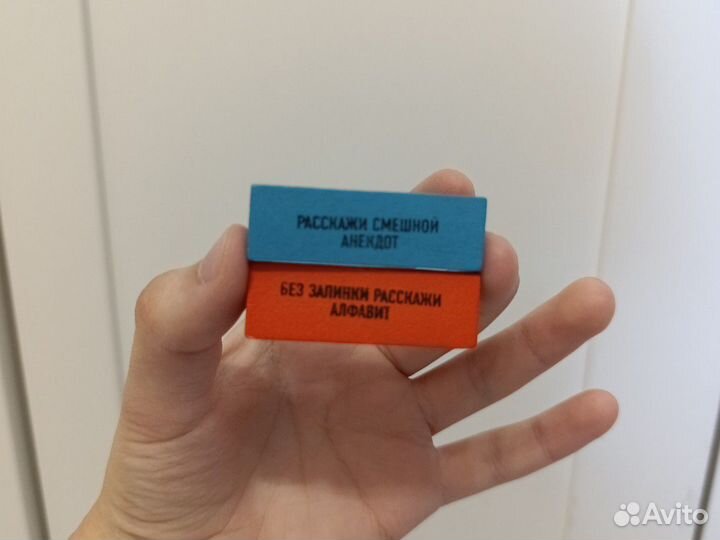 РАССКАЖИ СМЕШНОЙ
АНЕКДОТ
БЕЗ ЗАПИНКИ РАССКАЖИ
АЛФАВИТ
Avito